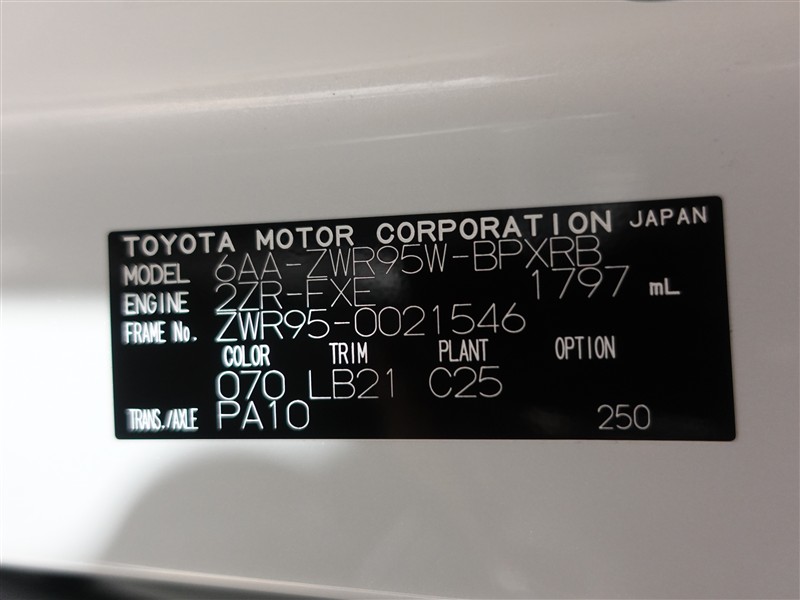 TOYOTA MOTOR CORPORATION JAPAN
MODEL 6AA-ZWR95W-BPXRB
ENGINE 2ZR-FXE 1797 mL
FRAME No. ZWR95-0021546
COLOR TRIM PLANT OPTION
070 LB21 C25
TRANS./AXLE PA10 250